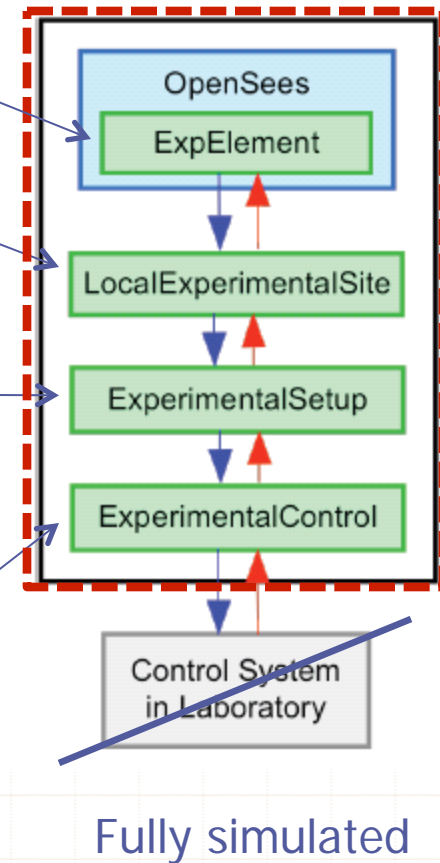 OpenSees
ExpElement
LocalExperimentalSite
ExperimentalSetup
ExperimentalControl
Control System
in Laboratory
Fully simulated